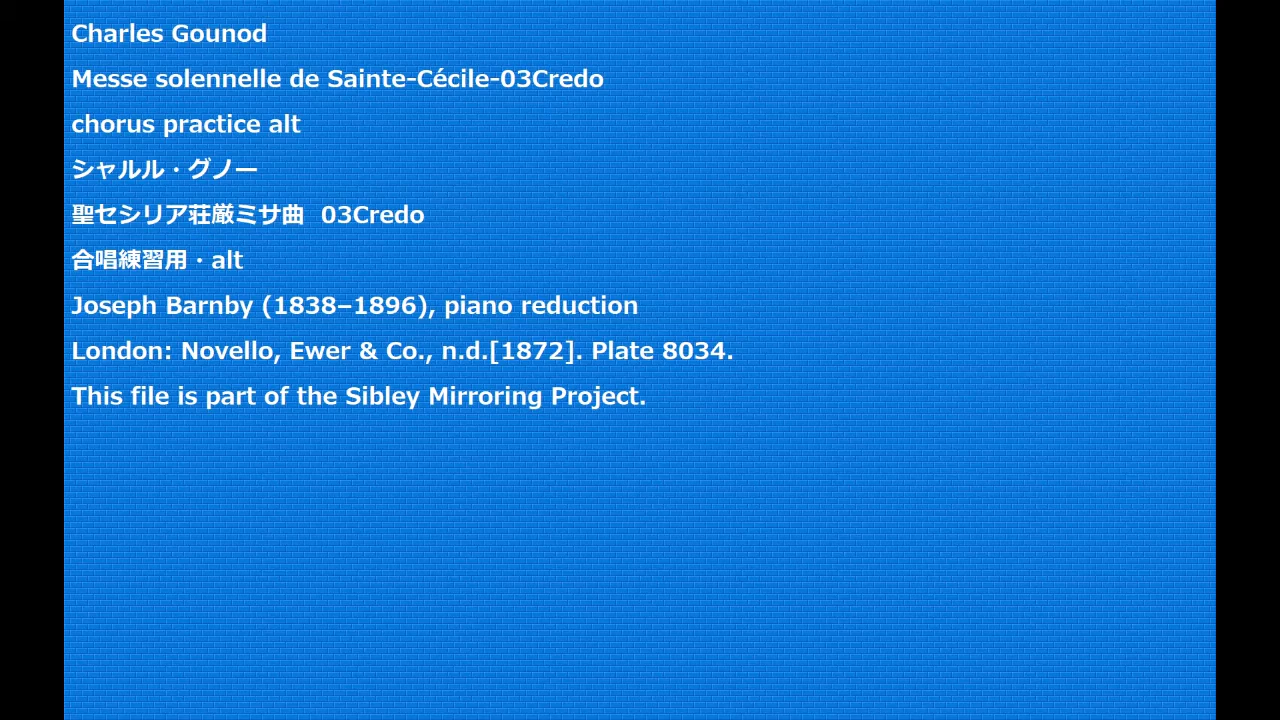 Charles Gounod
Messe solennelle de Sainte-Cécile-03Credo
chorus practice alt
シャルル・グノー
聖セシリア荘厳ミサ曲  03Credo
合唱練習用・alt
Joseph Barnby (1838–1896), piano reduction
London: Novello, Ewer & Co., n.d.[1872]. Plate 8034.
This file is part of the Sibley Mirroring Project.